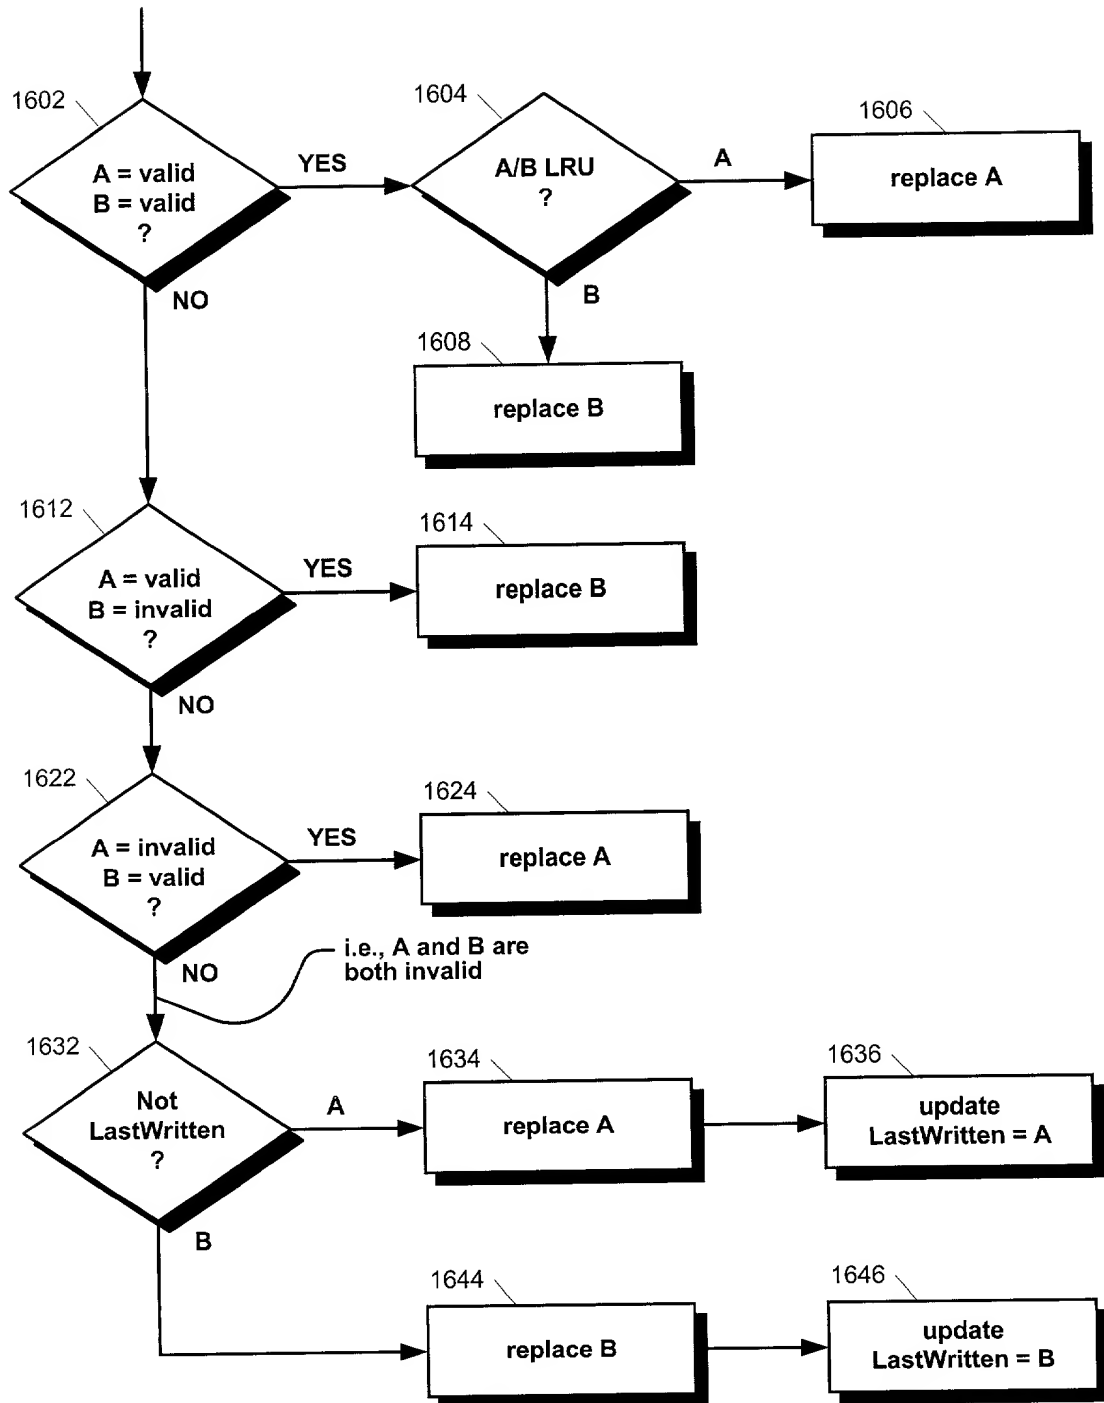 1602
A = valid
B = valid
?
YES
NO
1604
A/B LRU
?
A
B
1606
replace A
1608
replace B
1612
A = valid
B = invalid
?
YES
NO
1614
replace B
1622
A = invalid
B = valid
?
YES
NO
1624
replace A
i.e., A and B are
both invalid
1632
Not
LastWritten
?
A
B
1634
replace A
1636
update
LastWritten = A
1644
replace B
1646
update
LastWritten = B